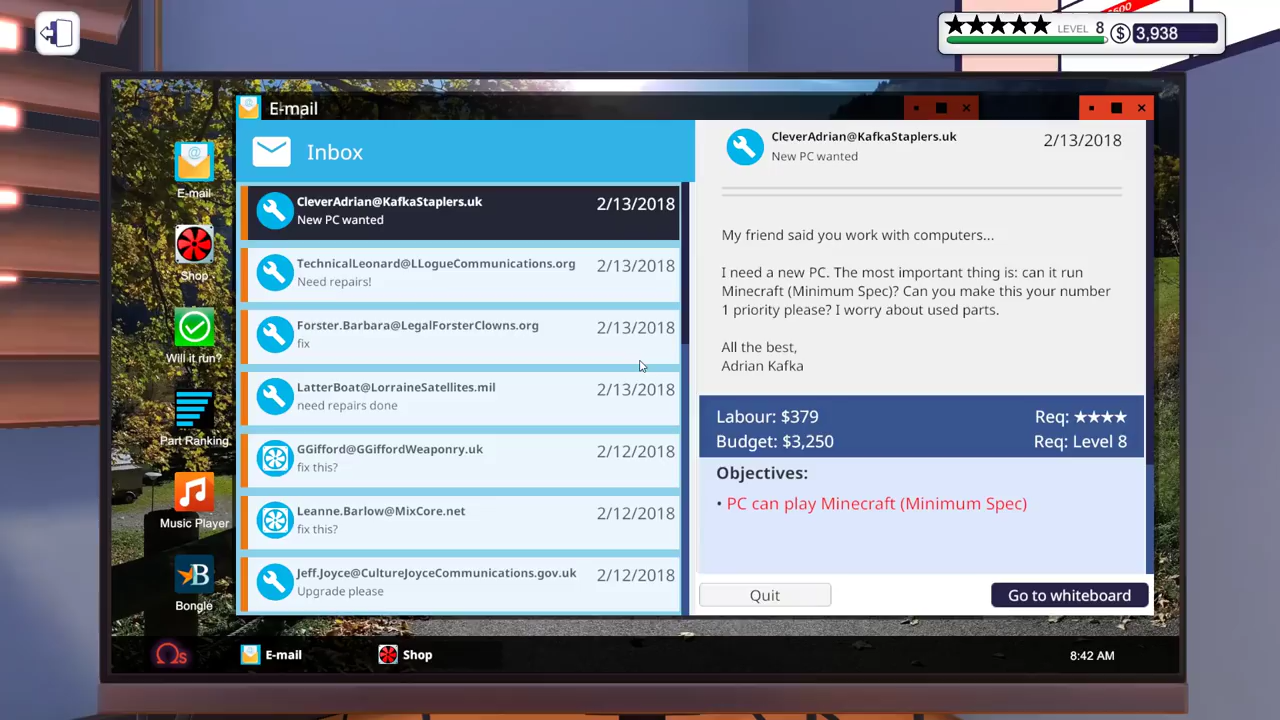 $600
LEVEL 8
$ 3,938
E-mail
Inbox
CleverAdrian@KafkaStaplers.uk
2/13/2018
New PC wanted
TechnicalLeonard@LLogueCommunications.org
2/13/2018
Need repairs!
Forster.Barbara@LegalForsterClowns.org
2/13/2018
fix
LatterBoat@LorraineSatellites.mil
2/13/2018
need repairs done
GGifford@GGiffordWeaponry.uk
2/12/2018
fix this?
Leanne.Barlow@MixCore.net
2/12/2018
fix this?
Jeff.Joyce@CultureJoyceCommunications.gov.uk
2/12/2018
Upgrade please
CleverAdrian@KafkaStaplers.uk
2/13/2018
New PC wanted
My friend said you work with computers...
I need a new PC. The most important thing is: can it run
Minecraft (Minimum Spec)? Can you make this your number
1 priority please? I worry about used parts.
All the best,
Adrian Kafka
Labour: $379
Req: ★★★★
Budget: $3,250
Req: Level 8
Objectives:
• PC can play Minecraft (Minimum Spec)
Quit
Go to whiteboard
E-mail
Shop
Will it run?
Part Ranking
Music Player
B
Bongle
Ωs
E-mail
Shop
8:42 AM